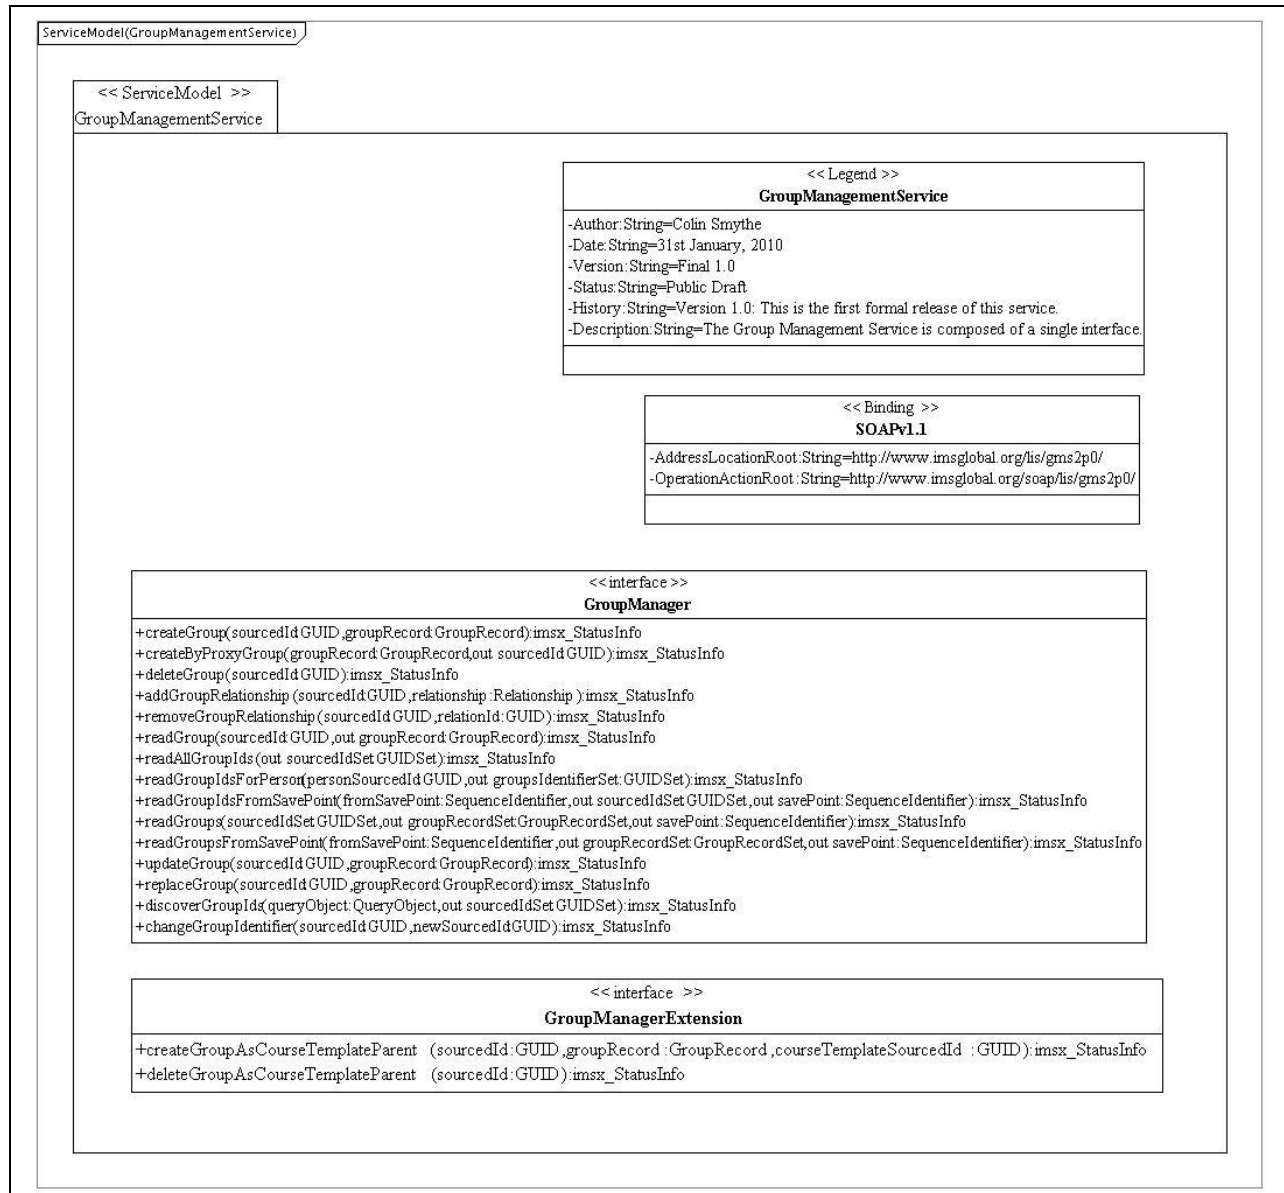 ServiceModel(GroupManagementService)
<< ServiceModel >>
GroupManagementService
<< Legend >>
GroupManagementService
-Author:String=Colin Smythe
-Date:String=31st January, 2010
-Version:String=Final 1.0
-Status:String=Public Draft
-History:String=Version 1.0: This is the first formal release of this service.
-Description:String=The Group Management Service is composed of a single interface.
<< Binding >>
SOAPv1.1
-AddressLocationRoot:String=http://www.imsglobal.org/lis/gms2p0/
-OperationActionRoot:String=http://www.imsglobal.org/soap/lis/gms2p0/
<<interface>>
GroupManager
+createGroup(sourcedId:GUID,groupRecord:GroupRecord):imsx_StatusInfo
+createByProxyGroup(groupRecord:GroupRecord,out sourcedId:GUID):imsx_StatusInfo
+deleteGroup(sourcedId:GUID):imsx_StatusInfo
+addGroupRelationship(sourcedId:GUID,relationship:Relationship):imsx_StatusInfo
+removeGroupRelationship(sourcedId:GUID,relationId:GUID):imsx_StatusInfo
+readGroup(sourcedId:GUID,out groupRecord:GroupRecord):imsx_StatusInfo
+readAllGroupIds(out sourcedIdSet:GUIDSet):imsx_StatusInfo
+readGroupIdsForPerson(personSourcedId:GUID,out groupsIdentifierSet:GUIDSet):imsx_StatusInfo
+readGroupIdsFromSavePoint(fromSavePoint:SequenceIdentifier,out sourcedIdSet:GUIDSet,out savePoint:SequenceIdentifier):imsx_StatusInfo
+readGroups(sourcedIdSet:GUIDSet,out groupRecordSet:GroupRecordSet,out savePoint:SequenceIdentifier):imsx_StatusInfo
+readGroupsFromSavePoint(fromSavePoint:SequenceIdentifier,out groupRecordSet:GroupRecordSet,out savePoint:SequenceIdentifier):imsx_StatusInfo
+updateGroup(sourcedId:GUID,groupRecord:GroupRecord):imsx_StatusInfo
+replaceGroup(sourcedId:GUID,groupRecord:GroupRecord):imsx_StatusInfo
+discoverGroupIds(queryObject:QueryObject,out sourcedIdSet:GUIDSet):imsx_StatusInfo
+changeGroupIdentifier(sourcedId:GUID,newSourcedId:GUID):imsx_StatusInfo
<< interface >>
GroupManagerExtension
+createGroupAsCourseTemplateParent (sourcedId:GUID,groupRecord:GroupRecord,courseTemplateSourcedId :GUID):imsx_StatusInfo
+deleteGroupAsCourseTemplateParent (sourcedId:GUID):imsx_StatusInfo